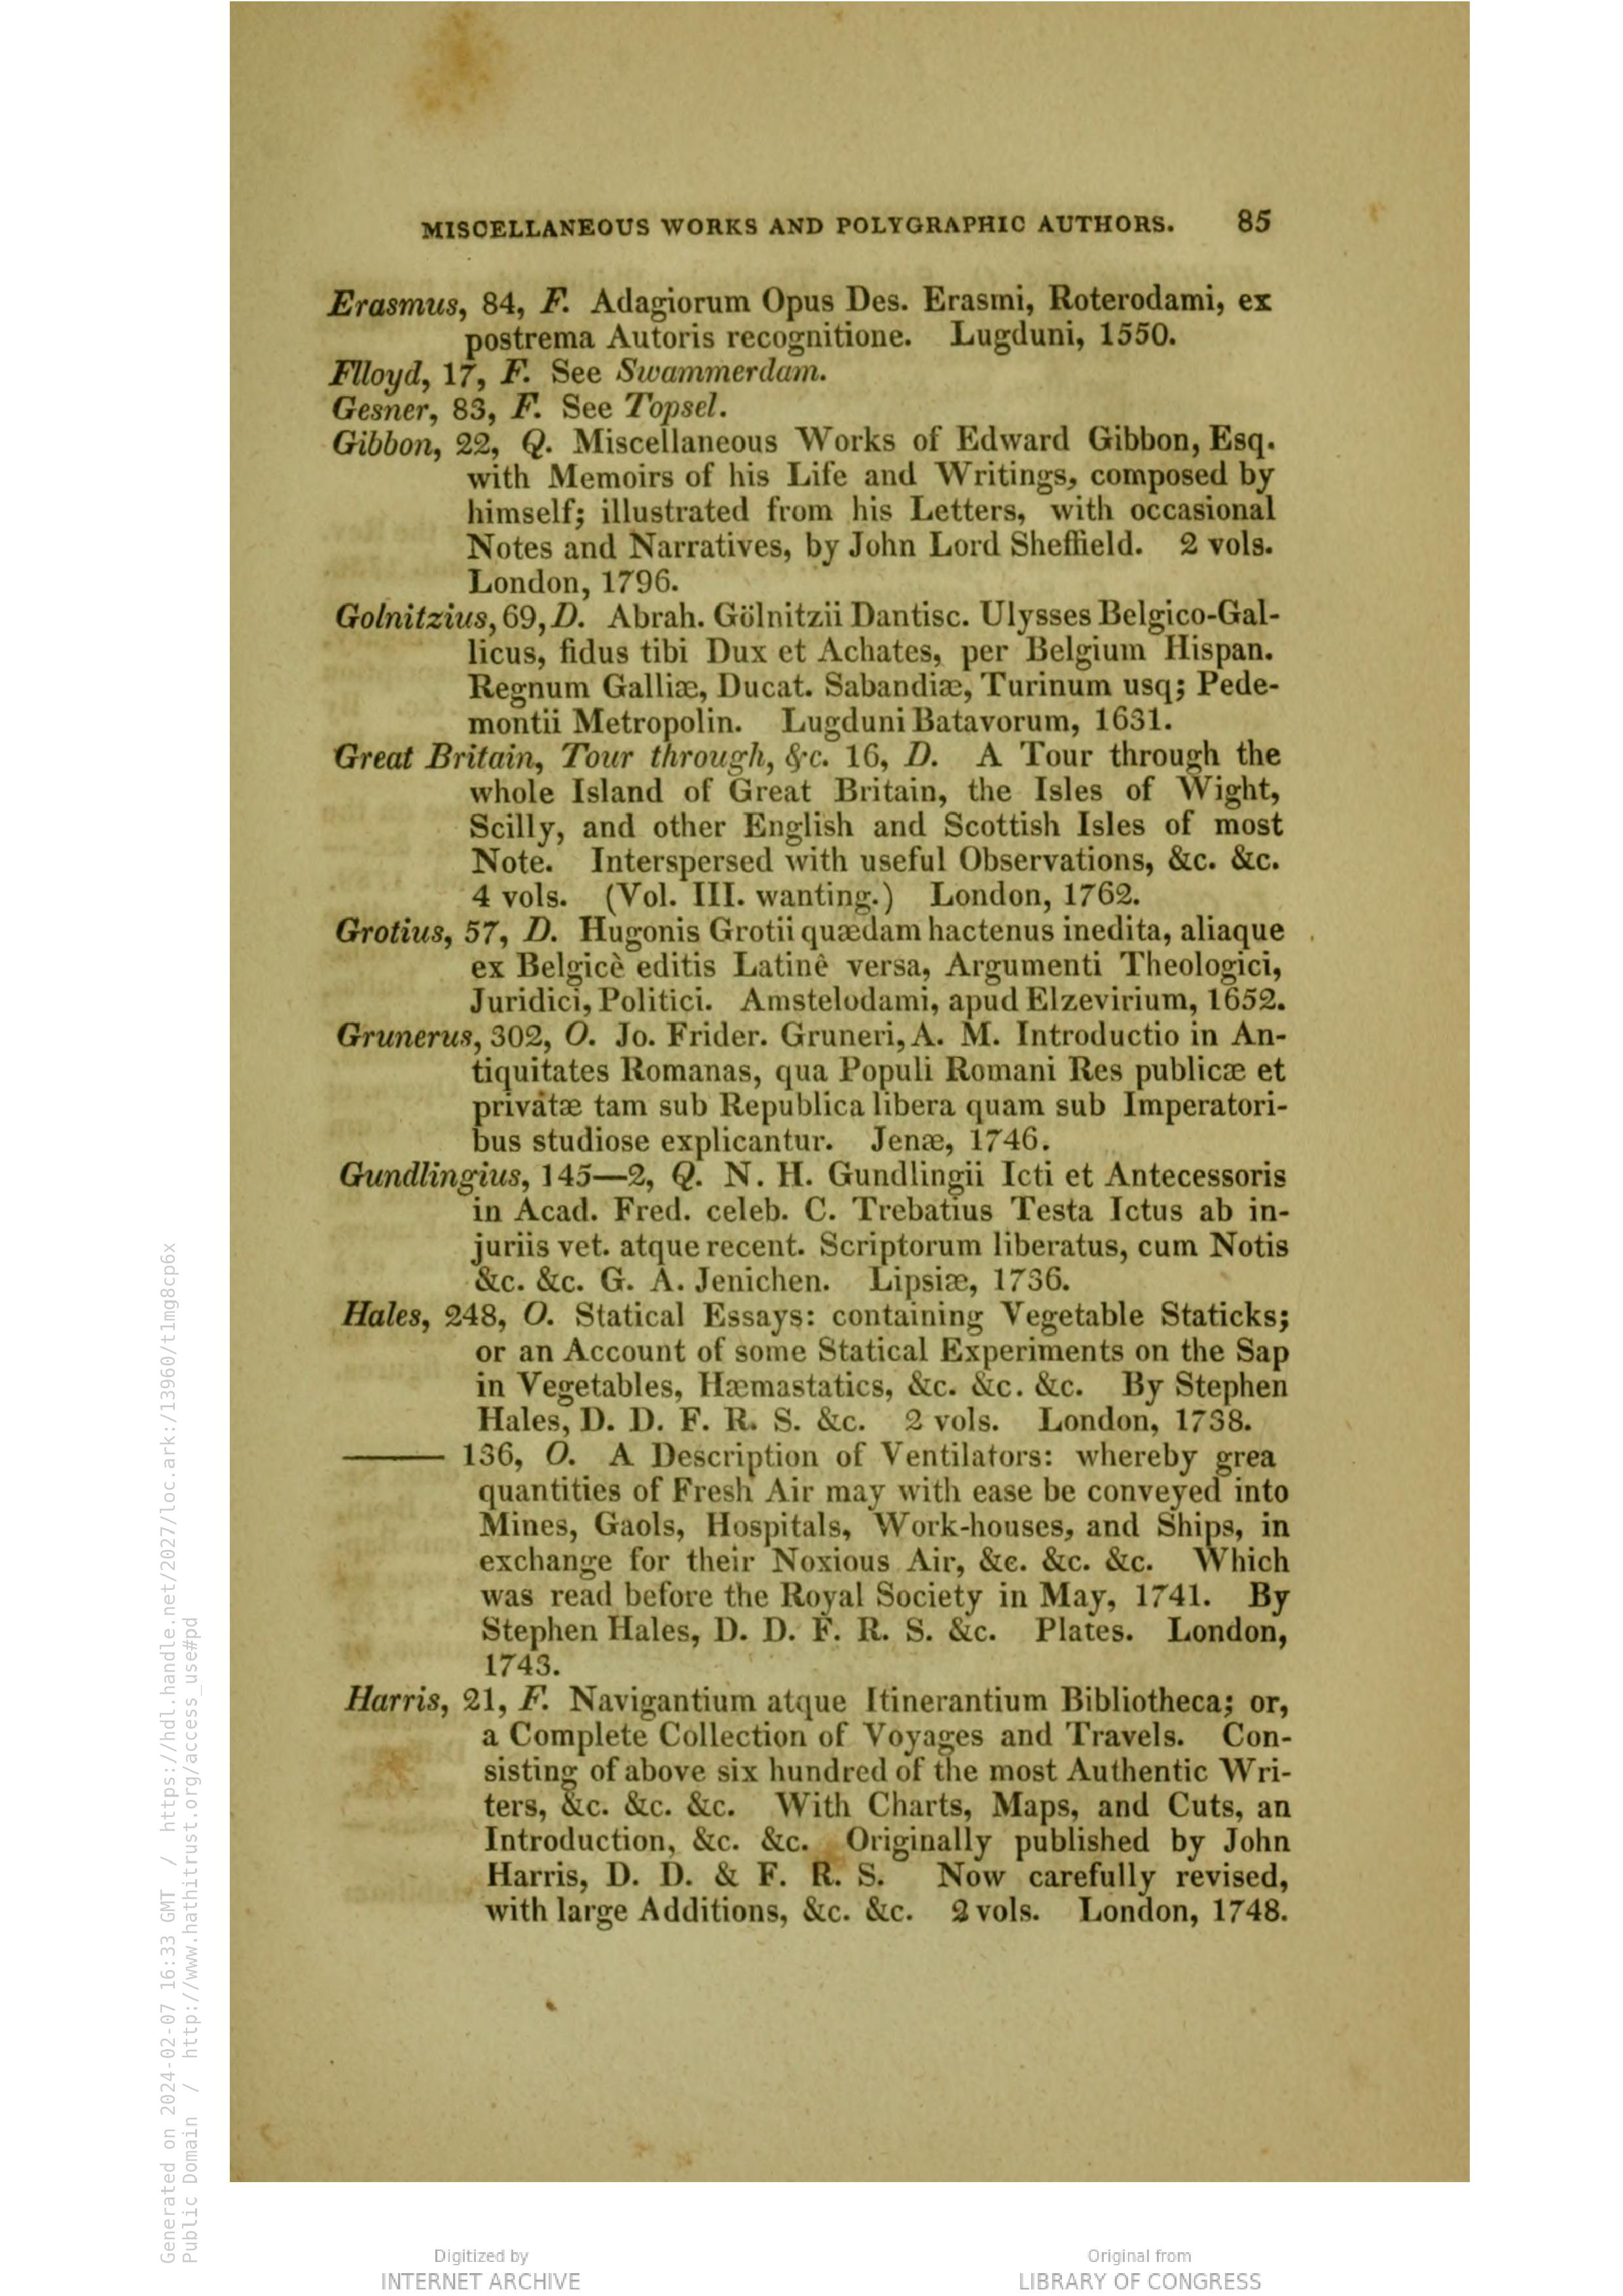 MISCELLANEOUS WORKS AND POLYGRAPHIC AUTHORS. 85
Erasmus, 84, F. Adagiorum Opus Des. Erasmi, Roterodami, ex
postrema Autoris recognitione. Lugduni, 1550.
Flloyd, 17, F. See Swammerdam.
Gesner, 83, F. See Topsel.
Gibbon, 22, Q. Miscellaneous Works of Edward Gibbon, Esq.
with Memoirs of his Life and Writings, composed by
himself; illustrated from his Letters, with occasional
Notes and Narratives, by John Lord Sheffield. 2 vols.
London, 1796.
Golnitzius, 69, D. Abrah. Gölnitzii Dantisc. Ulysses Belgico-Gal-
licus, fidus tibi Dux et Achates, per Belgium Hispan.
Regnum Galliæ, Ducat. Sabandiæ, Turinum usq; Pede-
montii Metropolin. Lugduni Batavorum, 1631.
Great Britain, Tour through, &c. 16, D. A Tour through the
whole Island of Great Britain, the Isles of Wight,
Scilly, and other English and Scottish Isles of most
Note. Interspersed with useful Observations, &c. &c.
4 vols. (Vol. III. wanting.) London, 1762.
Grotius, 57, D. Hugonis Grotii quædam hactenus inedita, aliaque
ex Belgicè editis Latinê versa, Argumenti Theologici,
Juridici, Politici. Amstelodami, apud Elzevirium, 1652.
Grunerus, 302, O. Jo. Frider. Gruneri, A. M. Introductio in An-
tiquitates Romanas, qua Populi Romani Res publicæ et
privatæ tam sub Republica libera quam sub Imperatori-
bus studiose explicantur. Jenæ, 1746.
Gundlingius, 145—2, Q. N. H. Gundlingii Icti et Antecessoris
in Acad. Fred. celeb. C. Trebatius Testa Ictus ab in-
juriis vet. atque recent. Scriptorum liberatus, cum Notis
&c. &c. G. A. Jenichen. Lipsiæ, 1736.
Hales, 248, O. Statical Essays: containing Vegetable Staticks;
or an Account of some Statical Experiments on the Sap
in Vegetables, Hæmastatics, &c. &c. &c. By Stephen
Hales, D. D. F. R. S. &c. 2 vols. London, 1738.
——— 136, O. A Description of Ventilators: whereby grea
quantities of Fresh Air may with ease be conveyed into
Mines, Gaols, Hospitals, Work-houses, and Ships, in
exchange for their Noxious Air, &c. &c. &c. Which
was read before the Royal Society in May, 1741. By
Stephen Hales, D. D. F. R. S. &c. Plates. London,
1743.
Harris, 21, F. Navigantium atque Itinerantium Bibliotheca; or,
a Complete Collection of Voyages and Travels. Con-
sisting of above six hundred of the most Authentic Wri-
ters, &c. &c. &c. With Charts, Maps, and Cuts, an
Introduction, &c. &c. Originally published by John
Harris, D. D. & F. R. S. Now carefully revised,
with large Additions, &c. &c. 2 vols. London, 1748.
Generated on 2024-02-07 16:33 GMT / https://hdl.handle.net/2027/loc.ark:/13960/t1mg8cp6x
Public Domain / http://www.hathitrust.org/access_use#pd
Digitized by
INTERNET ARCHIVE
Original from
LIBRARY OF CONGRESS